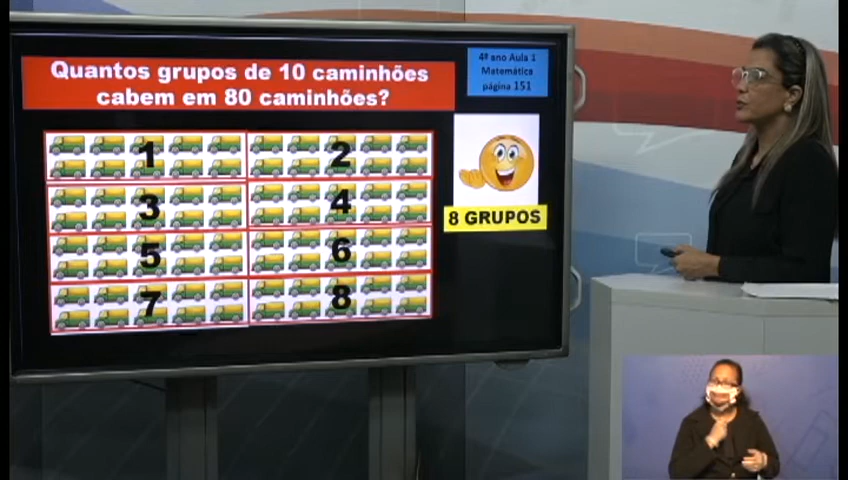 Quantos grupos de 10 caminhões
cabem em 80 caminhões?
4º ano Aula 1
Matemática
página 151
1
2
3
4
5
6
7
8
8 GRUPOS